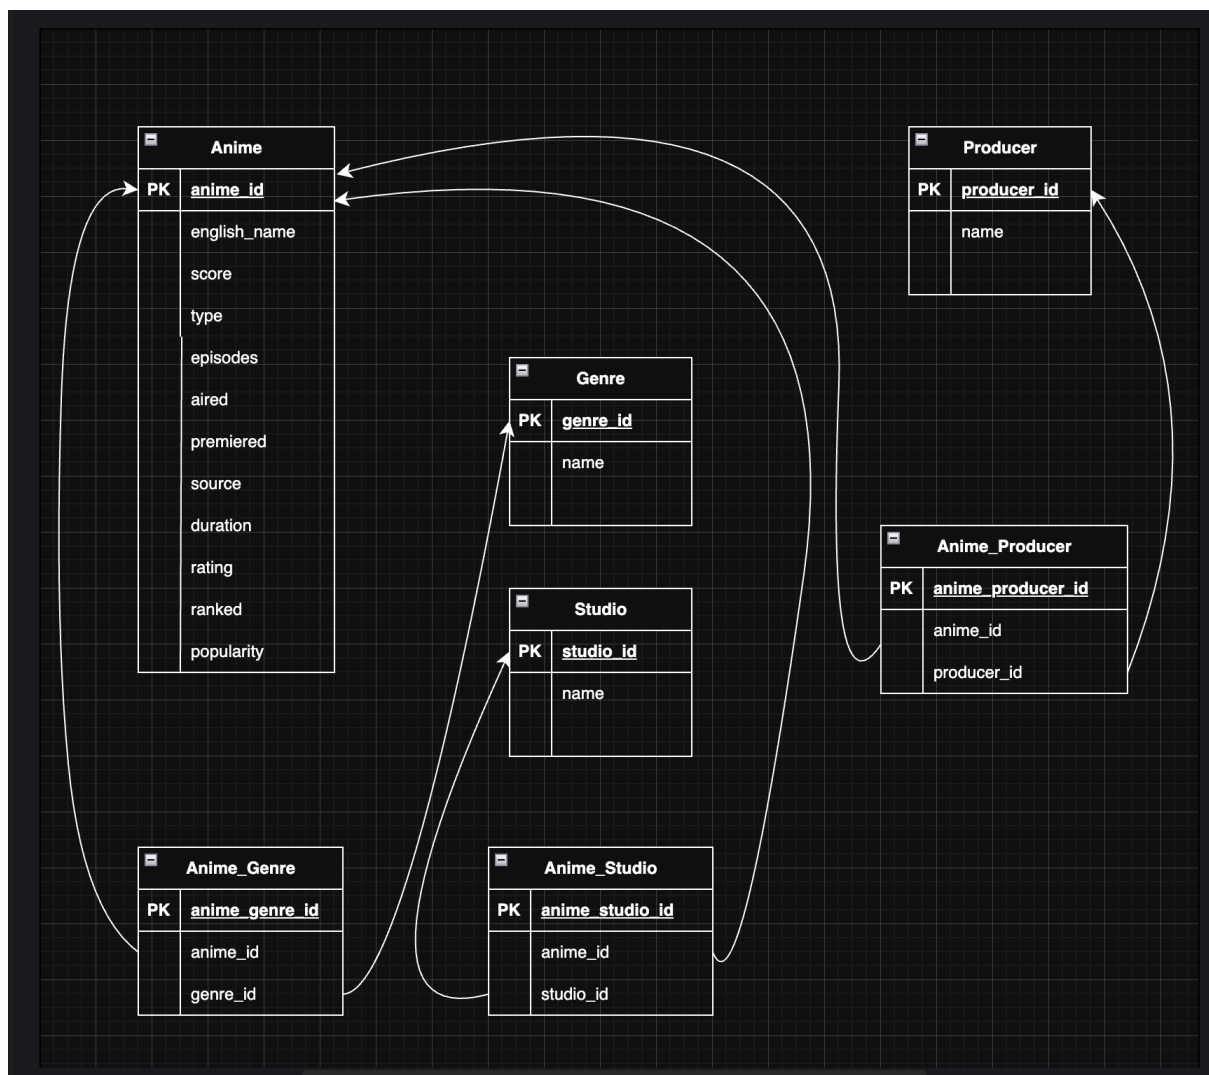 Anime
PK anime_id
english_name
score
type
episodes
aired
premiered
source
duration
rating
ranked
popularity
Producer
PK producer_id
name
Genre
PK genre_id
name
Studio
PK studio_id
name
Anime_Producer
PK anime_producer_id
anime_id
producer_id
Anime_Genre
PK anime_genre_id
anime_id
genre_id
Anime_Studio
PK anime_studio_id
anime_id
studio_id